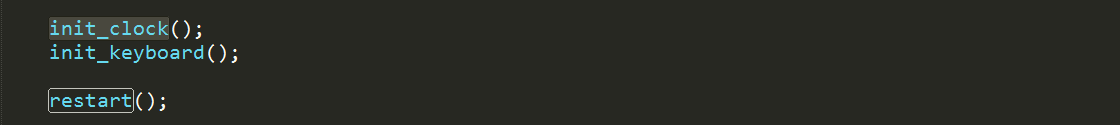 init_clock();
init_keyboard();
restart();